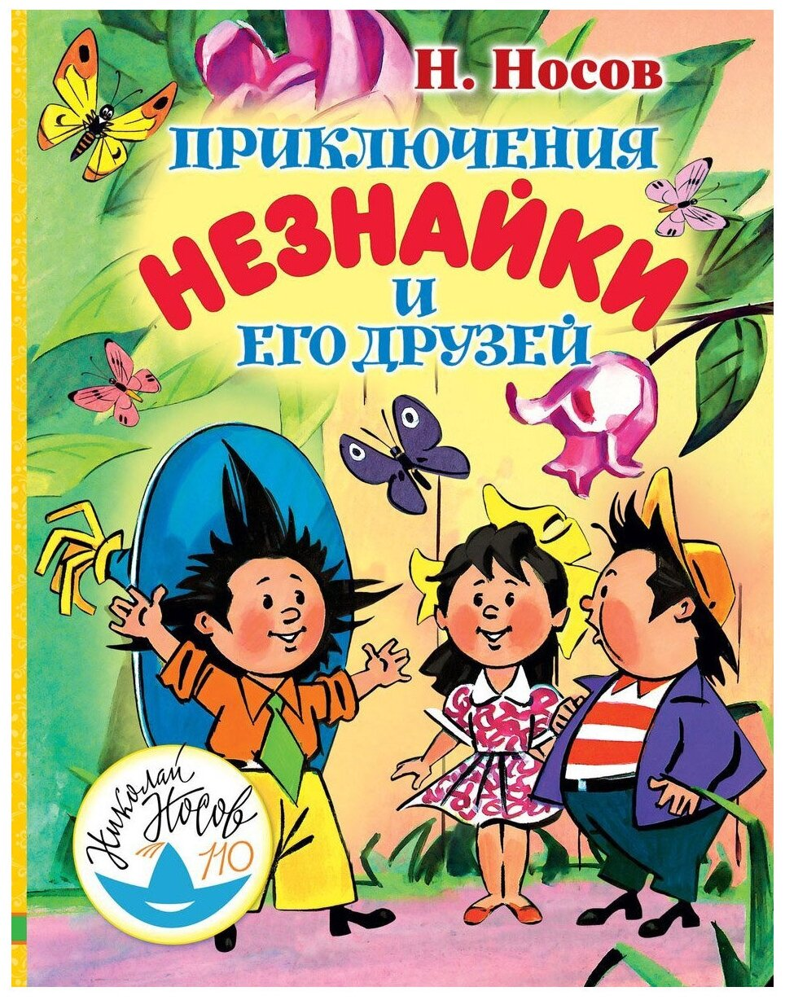 Н. Носов
ПРИКЛЮЧЕНИЯ
НЕЗНАЙКИ
И
ЕГО ДРУЗЕЙ
Николай
Носов
110